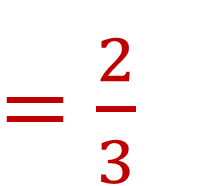 = 2/3